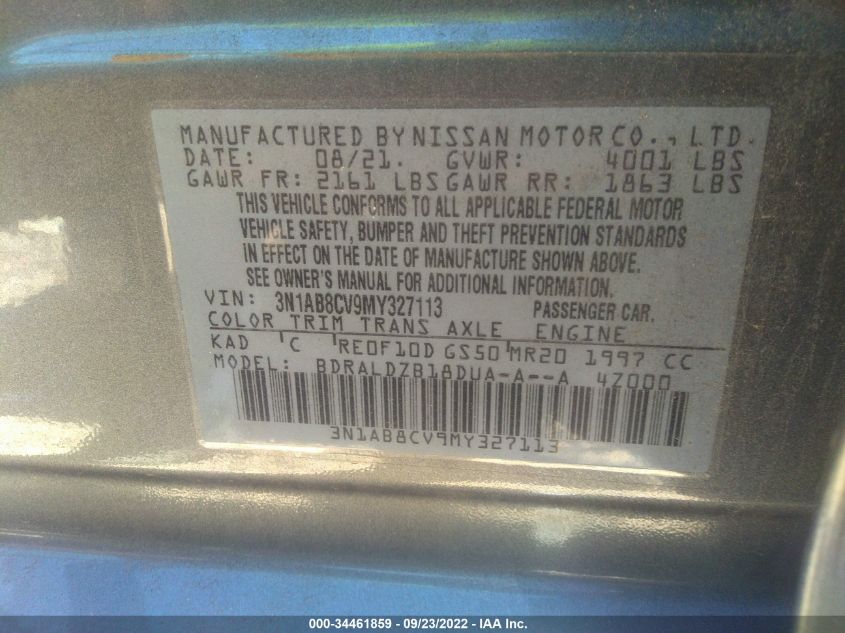 MANUFACTURED BY NISSAN MOTOR CO., LTD.
DATE: 08/21. GVWR: 4001 LBS
GAWR FR: 2161 LBS GAWR RR: 1863 LBS
THIS VEHICLE CONFORMS TO ALL APPLICABLE FEDERAL MOTOR
VEHICLE SAFETY, BUMPER AND THEFT PREVENTION STANDARDS
IN EFFECT ON THE DATE OF MANUFACTURE SHOWN ABOVE.
SEE OWNER'S MANUAL FOR ADDITIONAL INFORMATION.
VIN: 3N1AB8CV9MY327113 PASSENGER CAR.
COLOR TRIM TRANS AXLE ENGINE
KAD 'C 'RE0F10D GS50'MR20 1997 CC
MODEL: BDRALDZB18DUA-A--A 47000
3N1AB8CV9MY327113
000-34461859 - 09/23/2022 - IAA Inc.